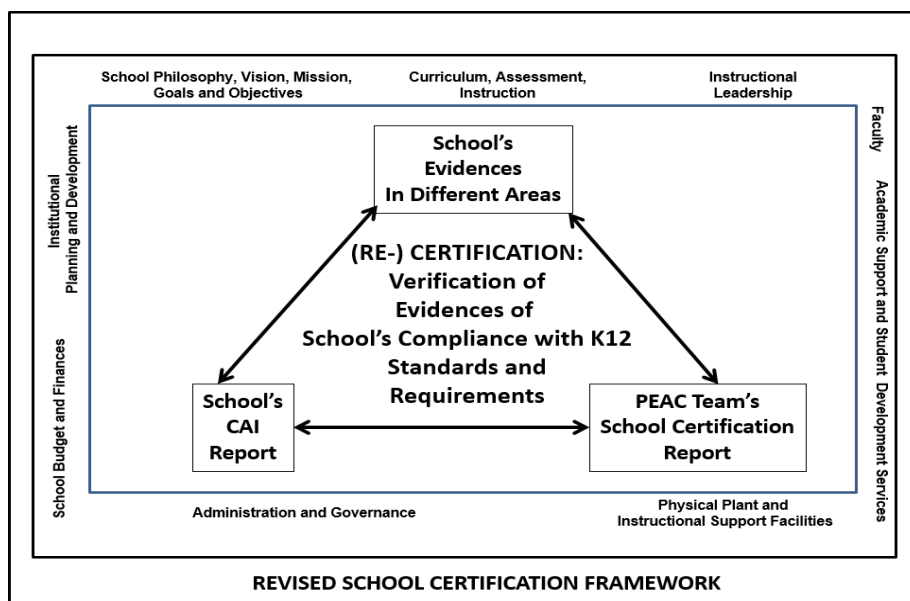 School Philosophy, Vision, Mission,
Goals and Objectives
Curriculum, Assessment,
Instruction
Instructional
Leadership
Faculty
Academic Support and Student Development Services
Institutional
Planning and Development
School Budget and Finances
School's
Evidences
In Different Areas
(RE-) CERTIFICATION:
Verification of
Evidences of
School's Compliance with K12
Standards and
Requirements
School's
CAI
Report
PEAC Team's
School Certification
Report
Administration and Governance
Physical Plant and
Instructional Support Facilities
REVISED SCHOOL CERTIFICATION FRAMEWORK